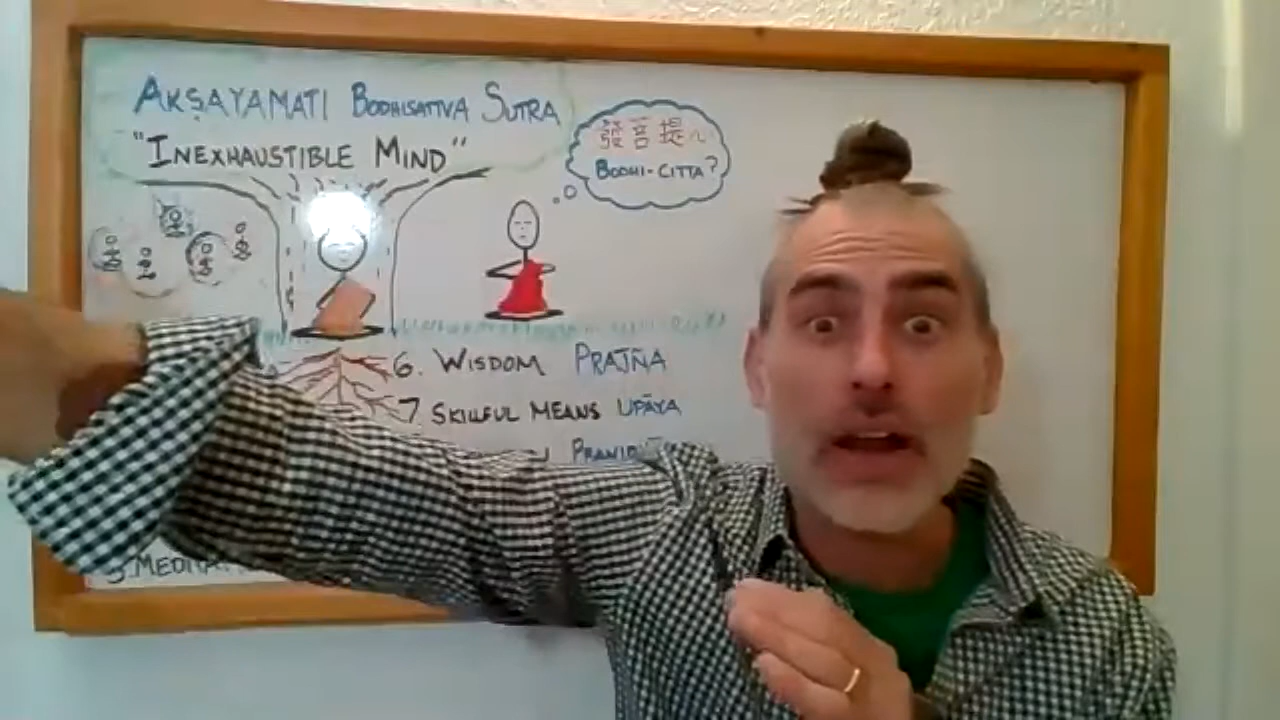 AKṢAYAMATI BODHISATTVA SUTRA
"INEXHAUSTIBLE MIND"
發菩提心
BODHI-CITTA?
6. WISDOM PRAJÑA
7 SKILLFUL MEANS UPĀYA